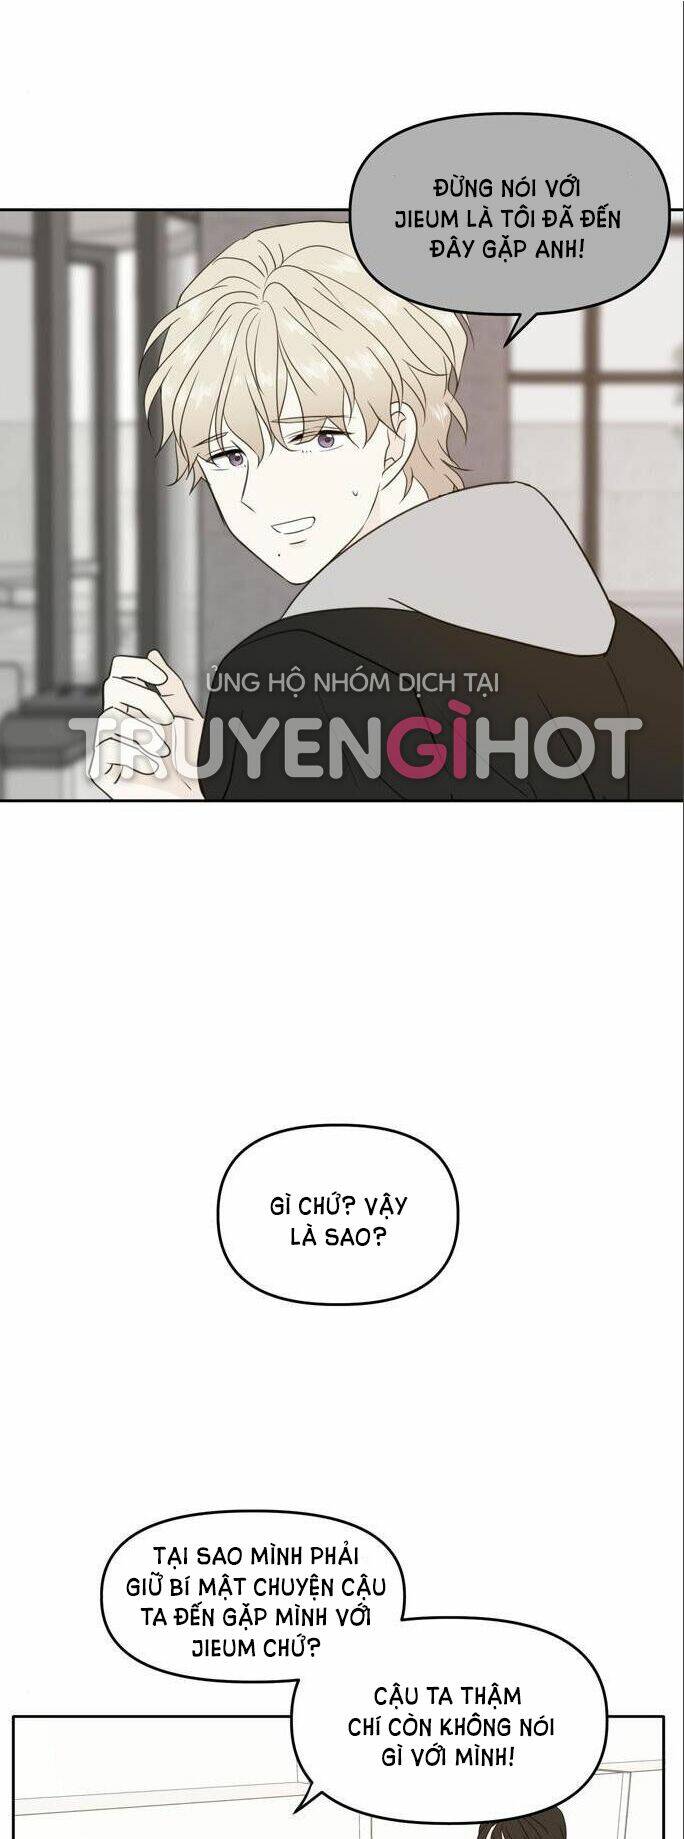 ĐỪNG NÓI VỚI
JIEUM LÀ TÔI ĐÃ ĐẾN
ĐÂY GẶP ANH!
ỦNG HỘ NHÓM DỊCH TẠI
TRUYENGÌHOT
GÌ CHỨ? VẬY
LÀ SAO?
TẠI SAO MÌNH PHẢI
GIỮ BÍ MẬT CHUYỆN CẬU
TA ĐẾN GẶP MÌNH VỚI
JIEUM CHỨ?
CẬU TA THẬM
CHÍ CÒN KHÔNG NÓI
GÌ VỚI MÌNH!